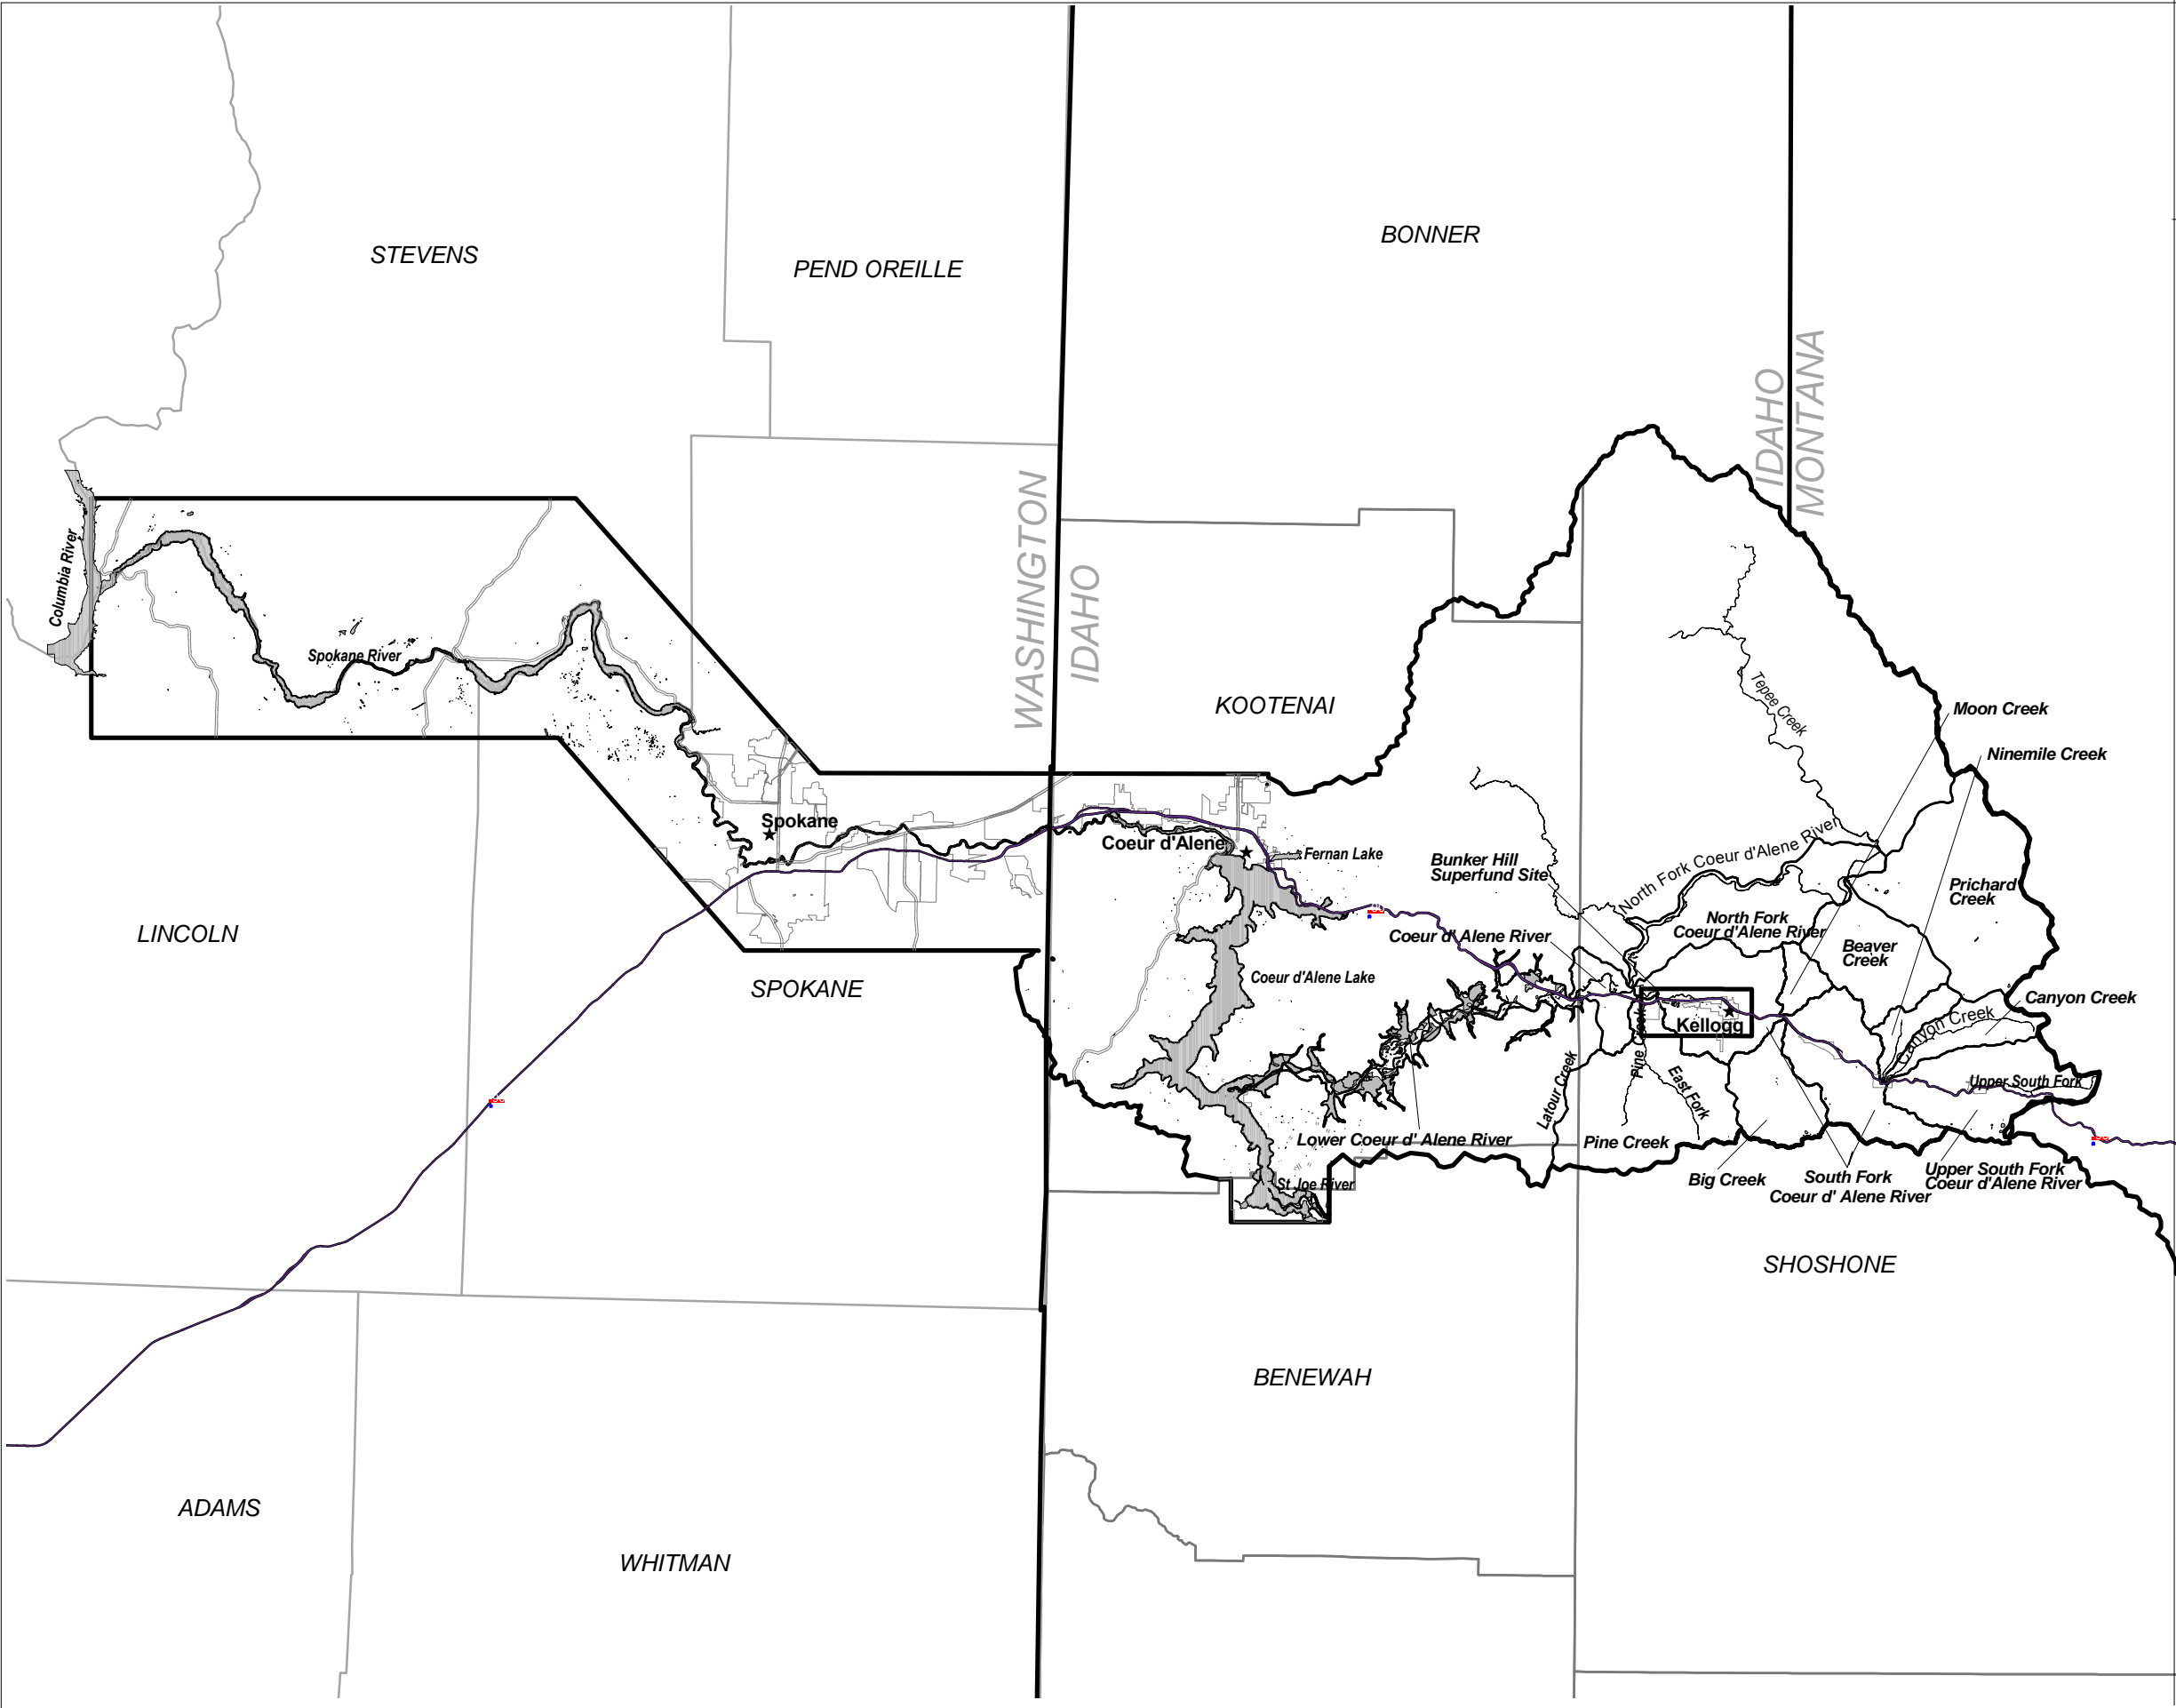 BONNER
STEVENS
PEND OREILLE
IDAHO
MONTANA
WASHINGTON
IDAHO
Columbia River
Spokane River
KOOTENAI
Tepee Creek
Moon Creek
Ninemile Creek
Spokane
Coeur d'Alene
Fernan Lake
Bunker Hill
Superfund Site
North Fork Coeur d'Alene River
Prichard
Creek
North Fork
Coeur d'Alene River
Beaver
Creek
LINCOLN
Coeur d' Alene River
Coeur d'Alene Lake
SPOKANE
Canyon Creek
Canyon Creek
Kellogg
Pine Creek
East Fork
Latour Creek
Upper South Fork
Lower Coeur d' Alene River
Pine Creek
Big Creek
South Fork
Coeur d' Alene River
Upper South Fork
Coeur d'Alene River
St Joe River
SHOSHONE
BENEWAH
ADAMS
WHITMAN